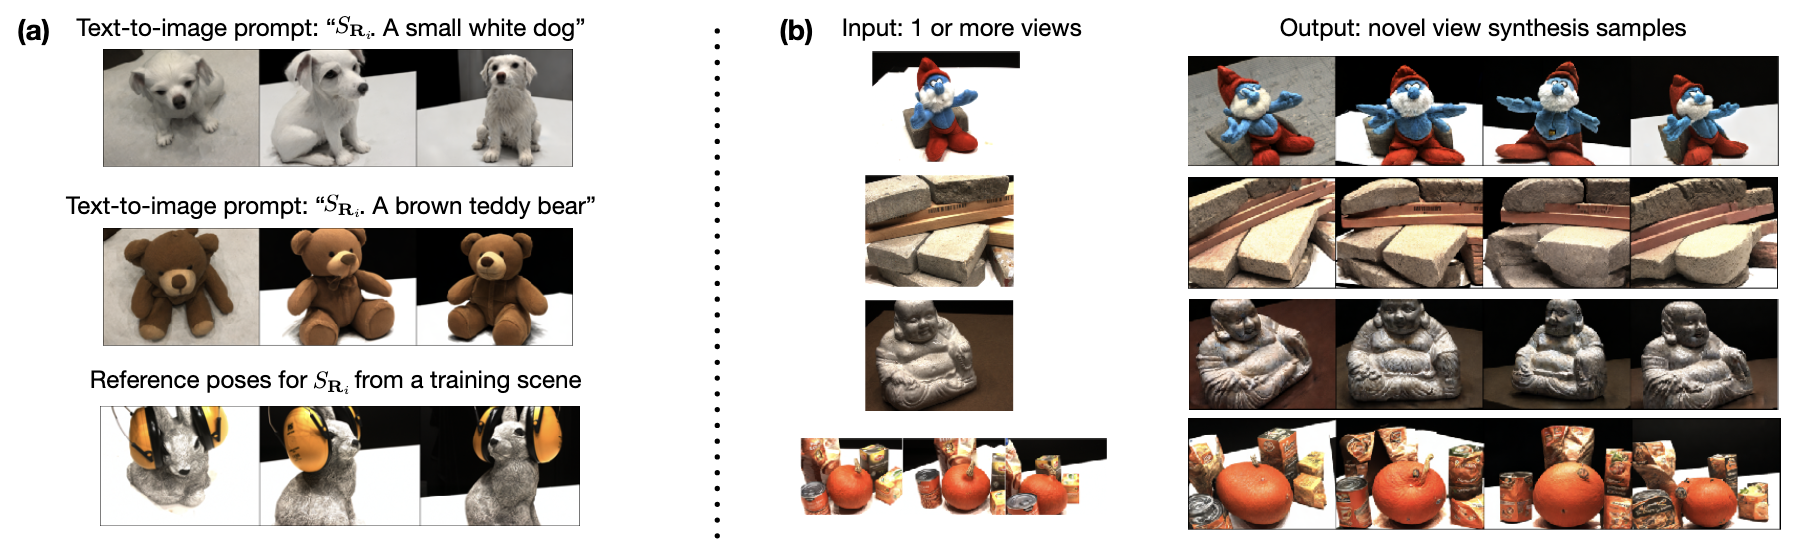 (a) Text-to-image prompt: “$S_{\mathbf{R}_i}$. A small white dog”
Text-to-image prompt: “$S_{\mathbf{R}_i}$. A brown teddy bear”
Reference poses for $S_{\mathbf{R}_i}$ from a training scene
(b) Input: 1 or more views
Output: novel view synthesis samples